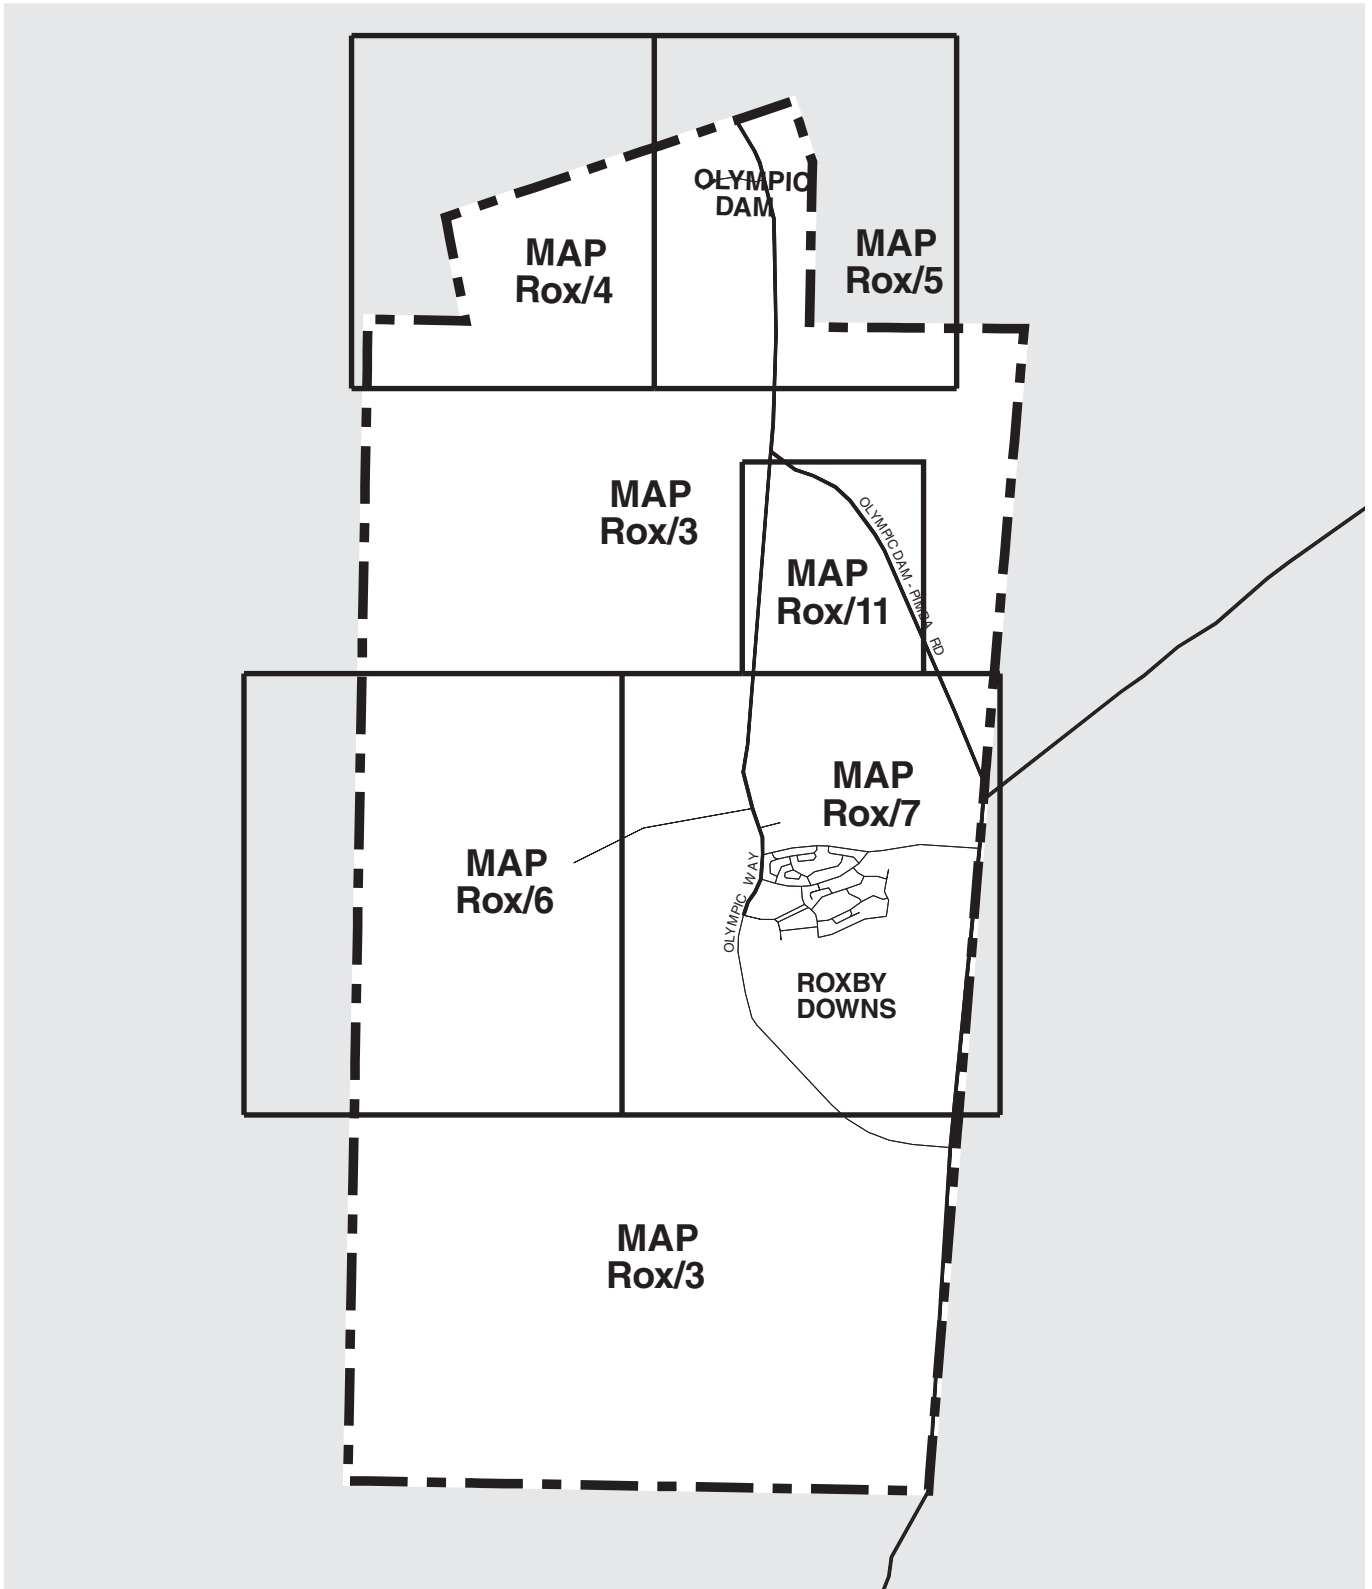 OLYMPIC
DAM
MAP
Rox/4
MAP
Rox/5
MAP
Rox/3
OLYMPIC DAM - PIMBA RD
MAP
Rox/11
MAP
Rox/7
MAP
Rox/6
OLYMPIC WAY
ROXBY
DOWNS
MAP
Rox/3